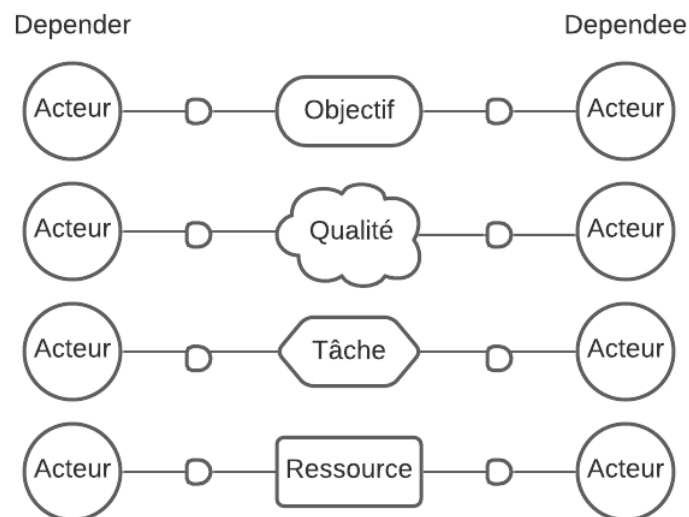 Depender Dependee
Acteur Objectif Acteur
Acteur Qualité Acteur
Acteur Tâche Acteur
Acteur Ressource Acteur